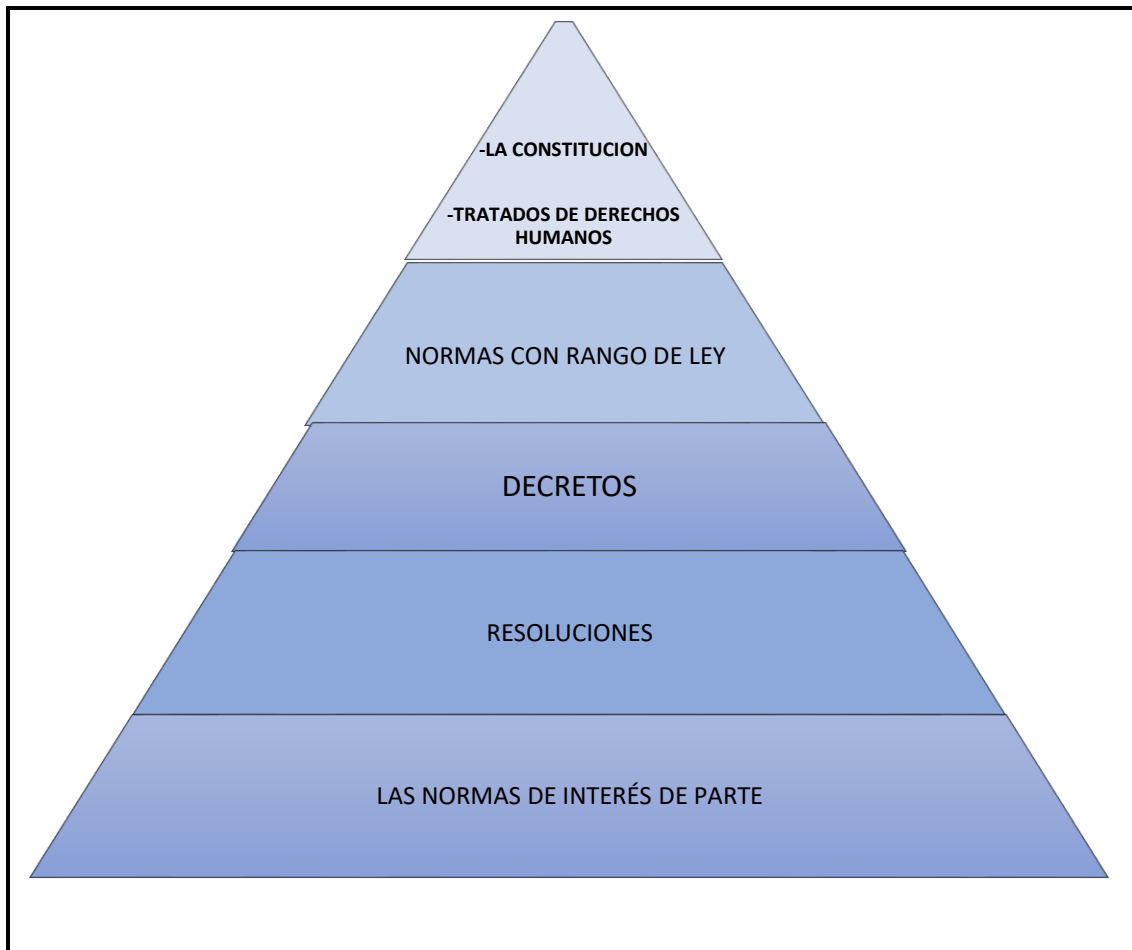 -LA CONSTITUCION
-TRATADOS DE DERECHOS
HUMANOS
NORMAS CON RANGO DE LEY
DECRETOS
RESOLUCIONES
LAS NORMAS DE INTERÉS DE PARTE